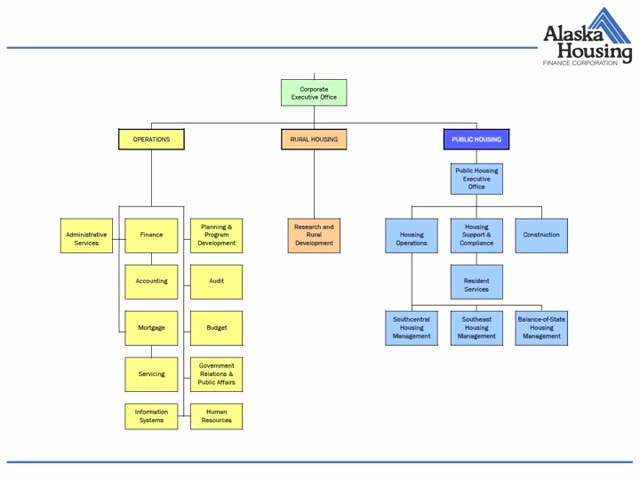 Alaska
Housing
FINANCE CORPORATION
Corporate
Executive Office
OPERATIONS
RURAL HOUSING
PUBLIC HOUSING
Public Housing
Executive
Office
Administrative
Services
Finance
Planning &
Program
Development
Research and
Rural
Development
Housing
Operations
Housing
Support &
Compliance
Construction
Accounting
Audit
Resident
Services
Mortgage
Budget
Southcentral
Housing
Management
Southeast
Housing
Management
Balance-of-State
Housing
Management
Servicing
Government
Relations &
Public Affairs
Information
Systems
Human
Resources